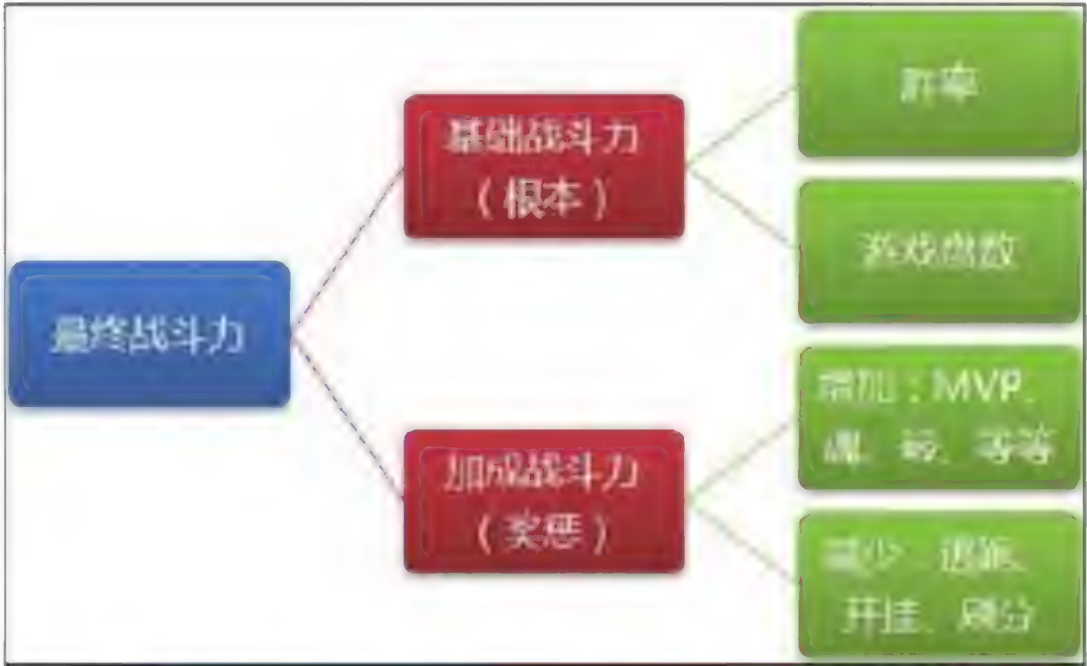 胜率
基础战斗力
（根本）
游戏盘数
最终战斗力
增加：MVP、
魂、毅、等等
加成战斗力
（奖惩）
减少：逃跑、
开挂、刷分